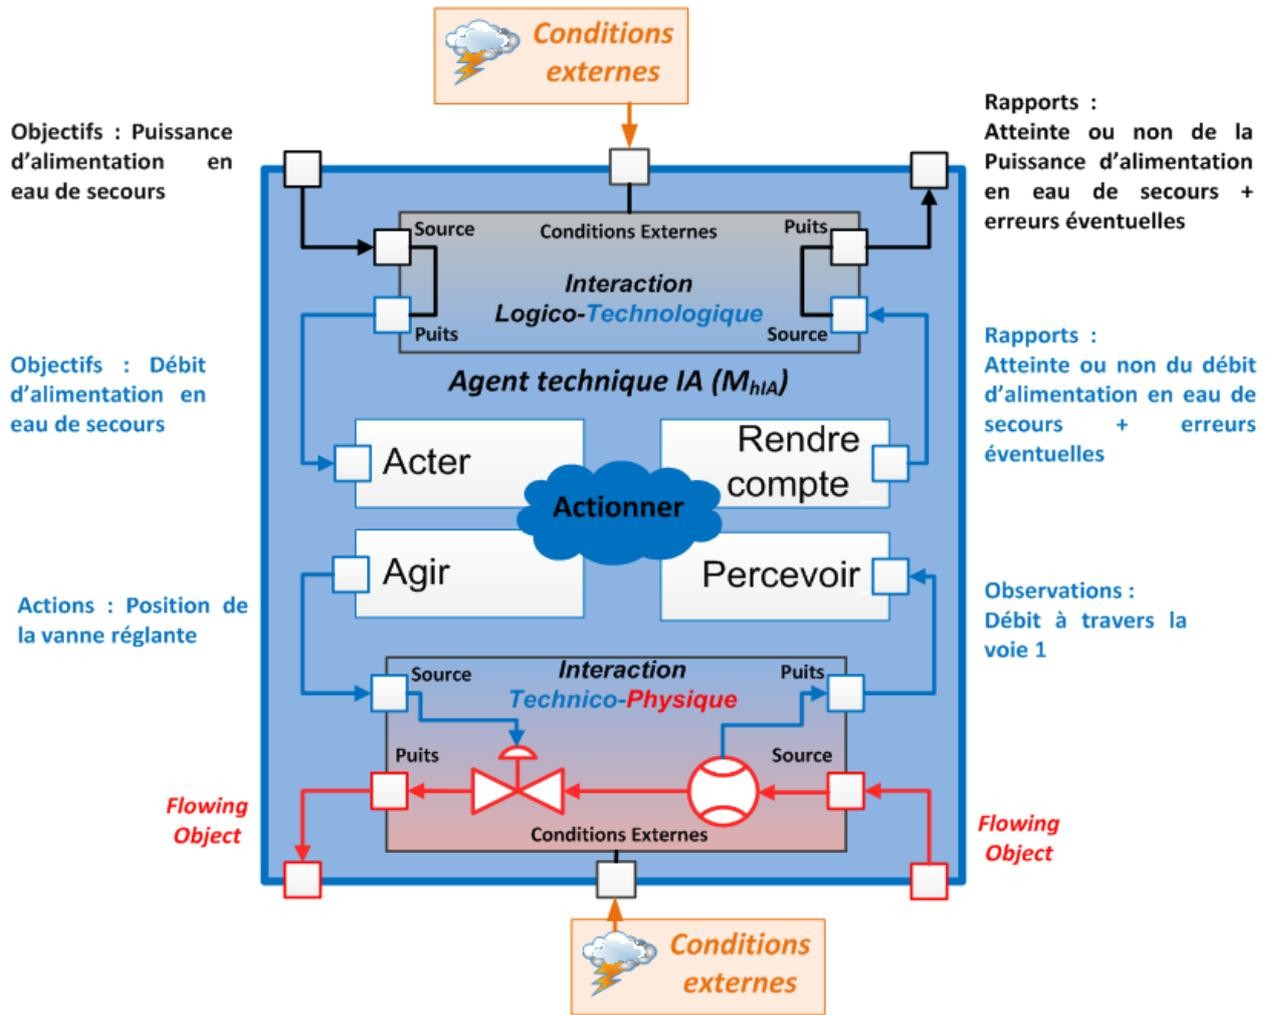 Conditions
externes
Objectifs : Puissance
d'alimentation en
eau de secours
Rapports :
Atteinte ou non de la
Puissance d'alimentation
en eau de secours +
erreurs éventuelles
Source
Conditions Externes
Puits
Interaction
Logico-Technologique
Puits
Source
Agent technique IA (MhIA)
Objectifs : Débit
d'alimentation en
eau de secours
Rapports :
Atteinte ou non du débit
d'alimentation en eau de
secours + erreurs
éventuelles
Acter
Rendre
compte
Actionner
Agir
Percevoir
Actions : Position de
la vanne réglante
Observations :
Débit à travers la
voie 1
Source
Interaction
Puits
Technico-Physique
Puits
Source
Conditions Externes
Flowing
Object
Flowing
Object
Conditions
externes